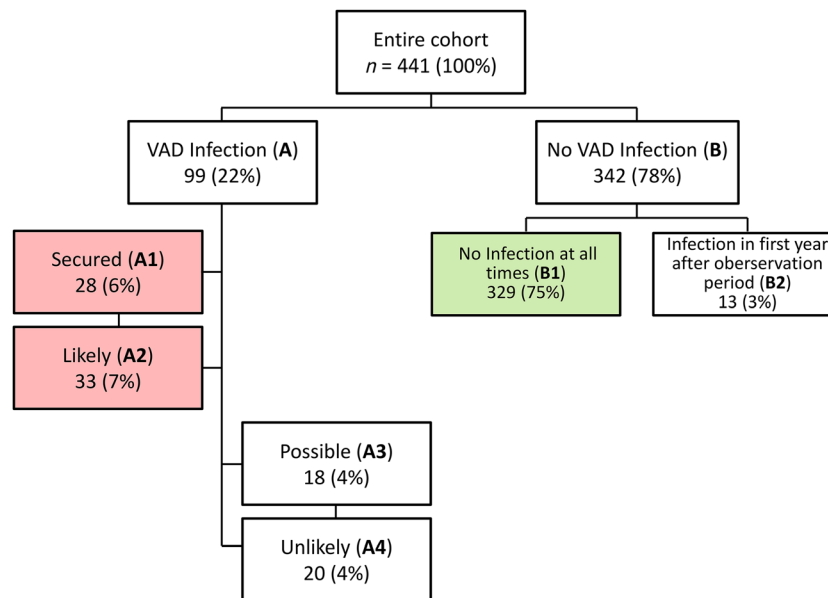 Entire cohort
n = 441 (100%)
VAD Infection (A)
99 (22%)
No VAD Infection (B)
342 (78%)
Secured (A1)
28 (6%)
No Infection at all
times (B1)
329 (75%)
Infection in first year
after oberservation
period (B2)
13 (3%)
Likely (A2)
33 (7%)
Possible (A3)
18 (4%)
Unlikely (A4)
20 (4%)